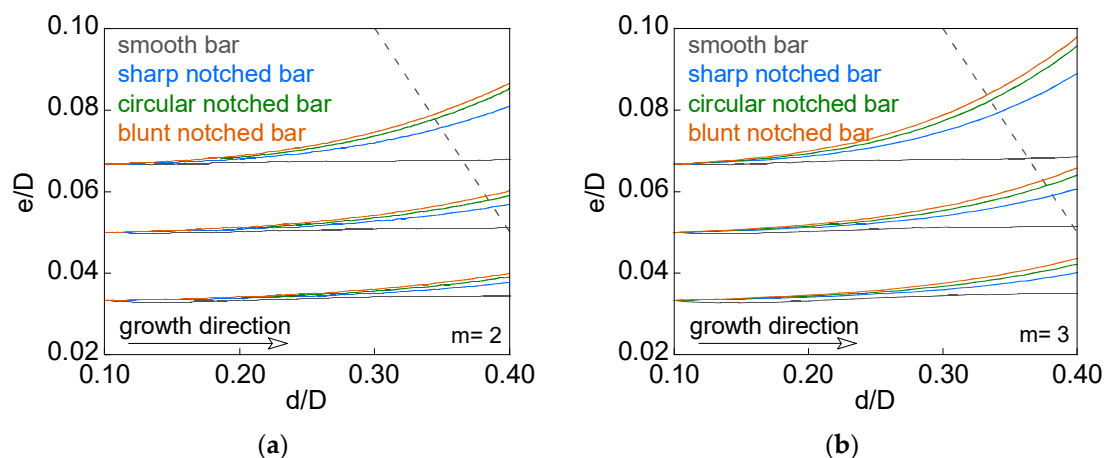 0.10
0.08
0.06
0.04
0.02
e/D
smooth bar
sharp notched bar
circular notched bar
blunt notched bar
growth direction
m= 2
0.10 0.20 0.30 0.40
d/D
(a)
0.10
0.08
0.06
0.04
0.02
e/D
smooth bar
sharp notched bar
circular notched bar
blunt notched bar
growth direction
m= 3
0.10 0.20 0.30 0.40
d/D
(b)